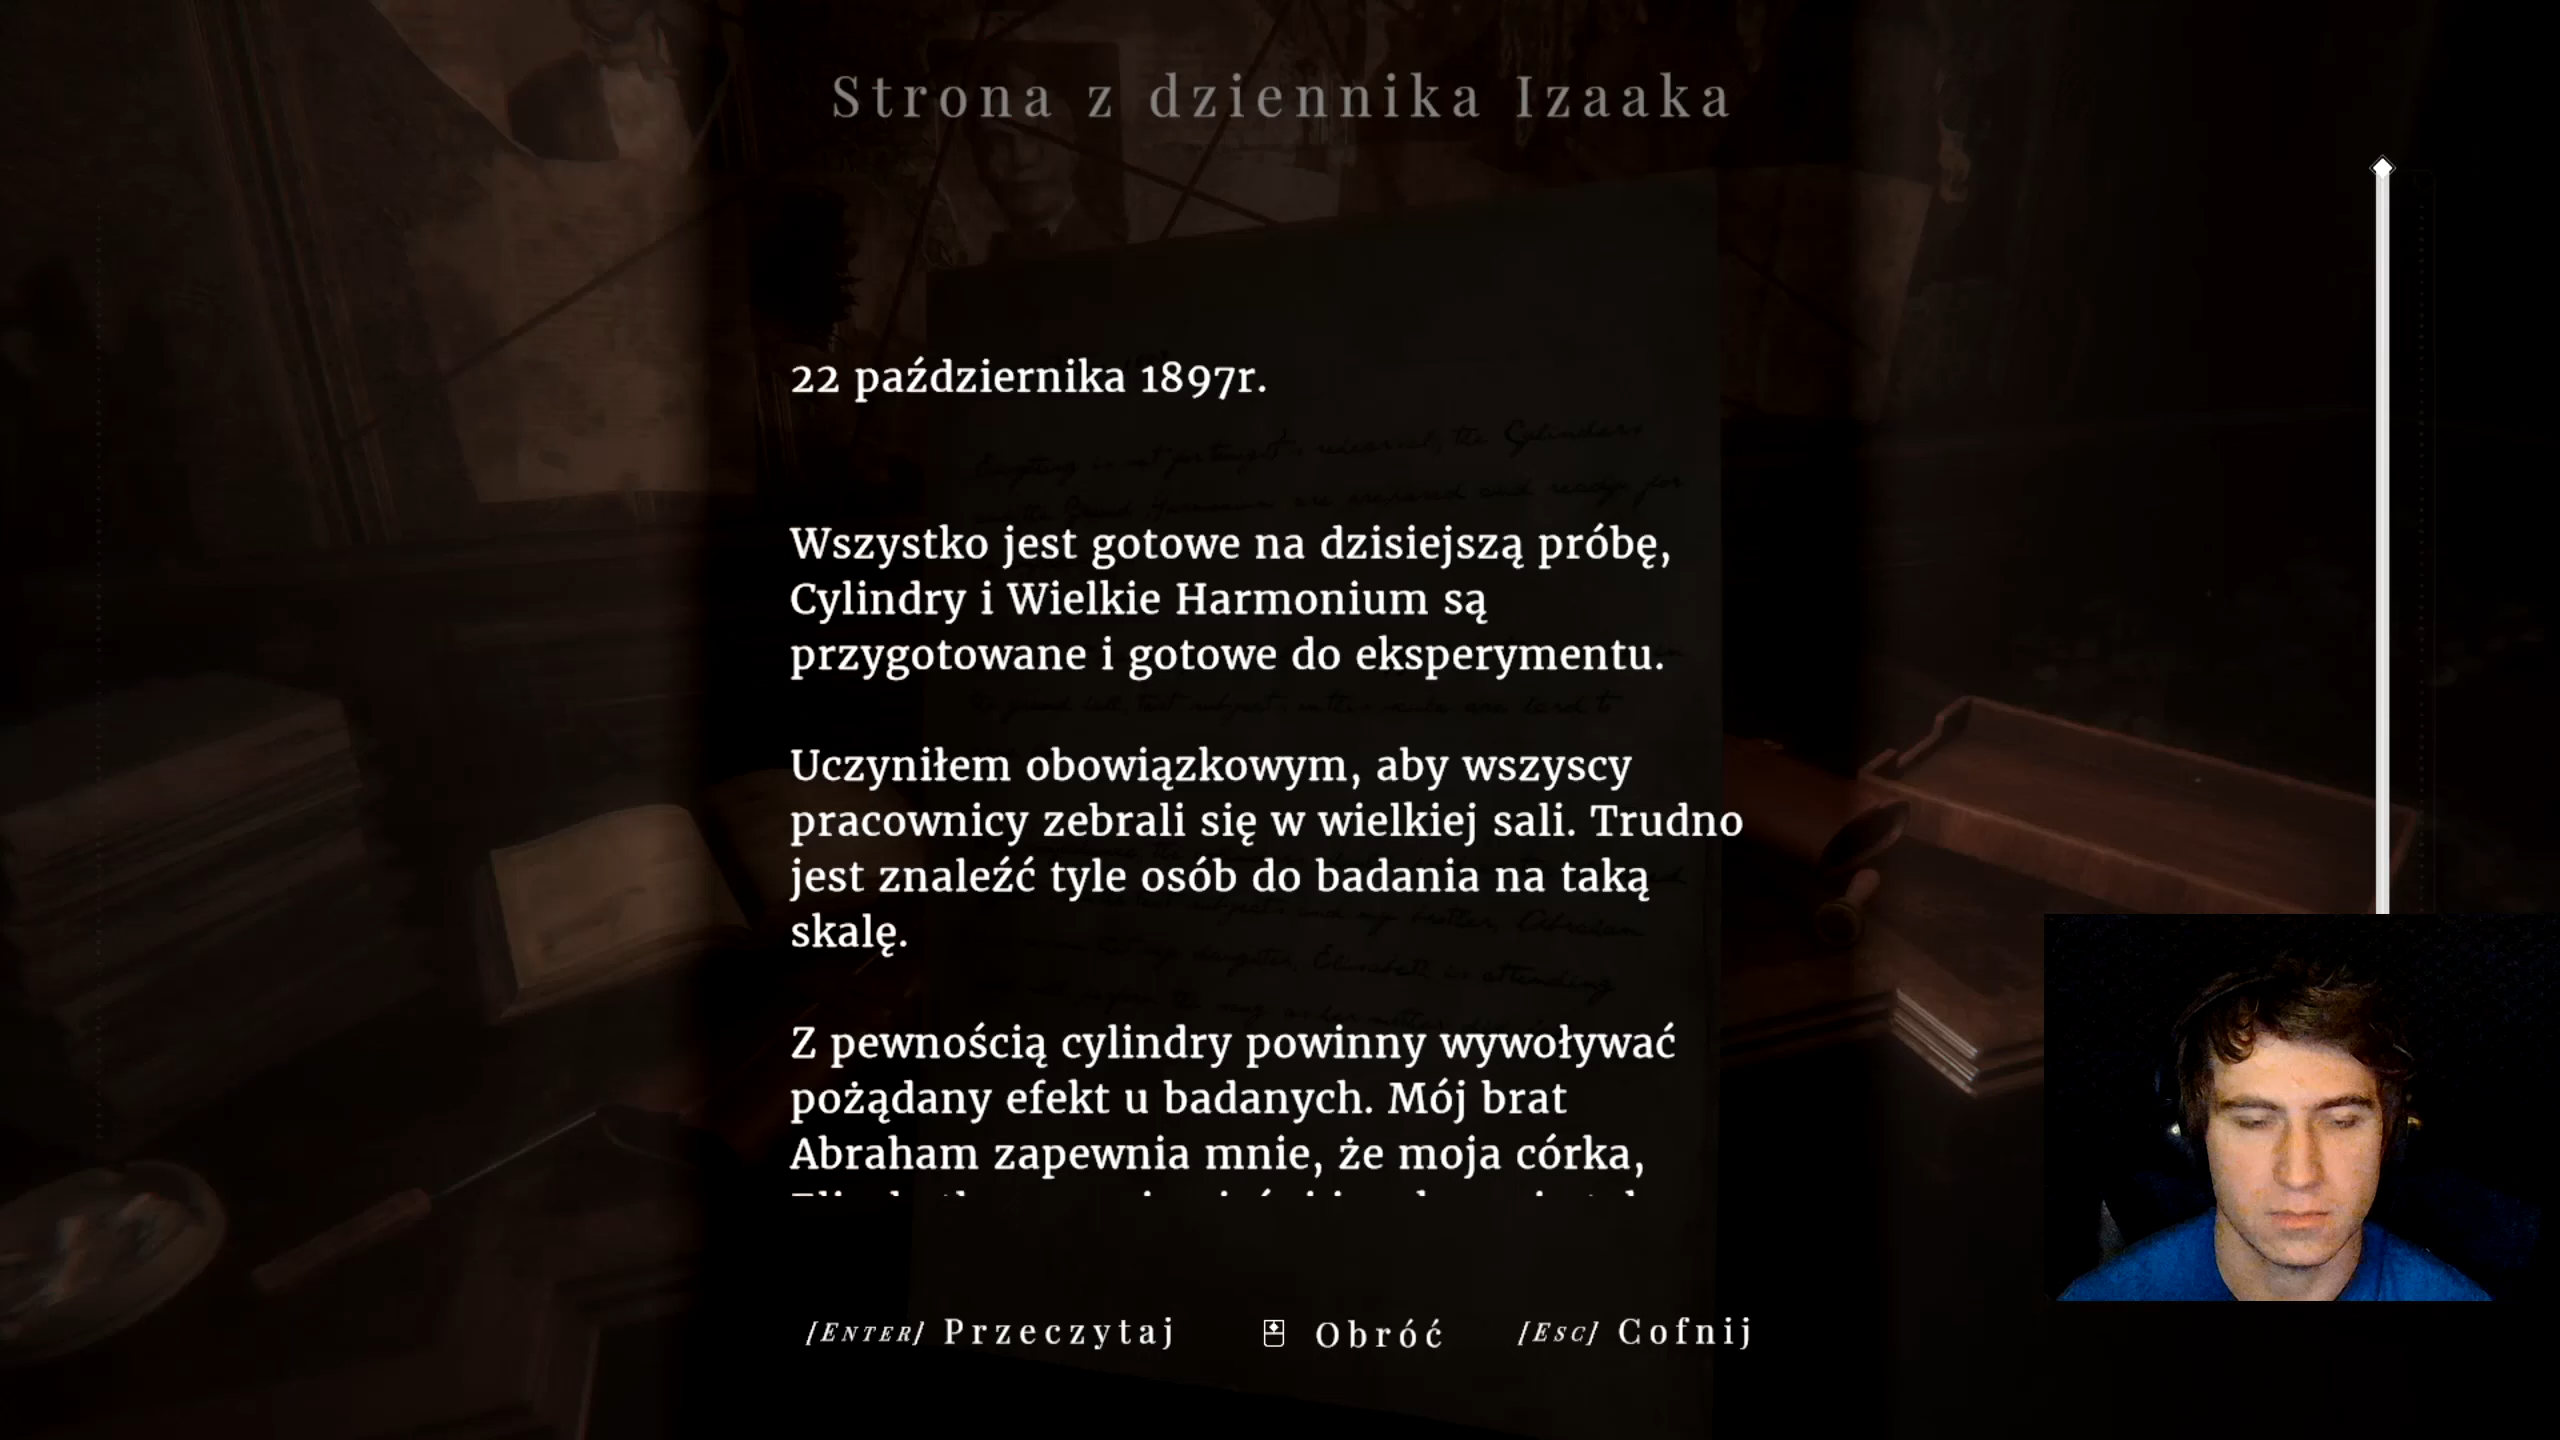 Strona z dziennika Izaaka
22 października 1897r.
Wszystko jest gotowe na dzisiejszą próbę,
Cylindry i Wielkie Harmonium są
przygotowane i gotowe do eksperymentu.
Uczyniłem obowiązkowym, aby wszyscy
pracownicy zebrali się w wielkiej sali. Trudno
jest znaleźć tyle osób do badania na taką
skalę.
Z pewnością cylindry powinny wywoływać
pożądany efekt u badanych. Mój brat
Abraham zapewnia mnie, że moja córka,
[ENTER] Przeczytaj Obróć [ESC] Cofnij